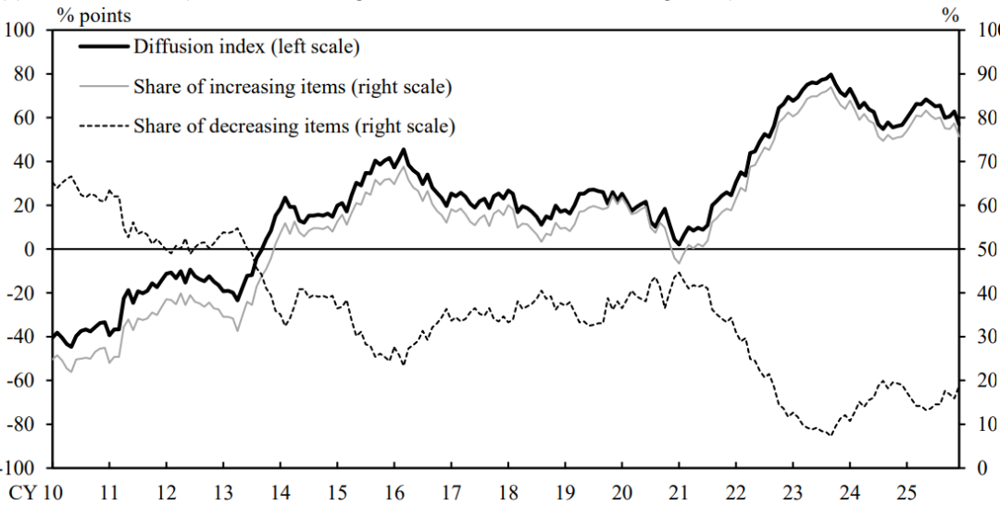 % points %
100 100
Diffusion index (left scale)
80 90
Share of increasing items (right scale)
60 80
Share of decreasing items (right scale)
40 70
20 60
0 50
-20 40
-40 30
-60 20
-80 10
-100 0
CY 10 11 12 13 14 15 16 17 18 19 20 21 22 23 24 25